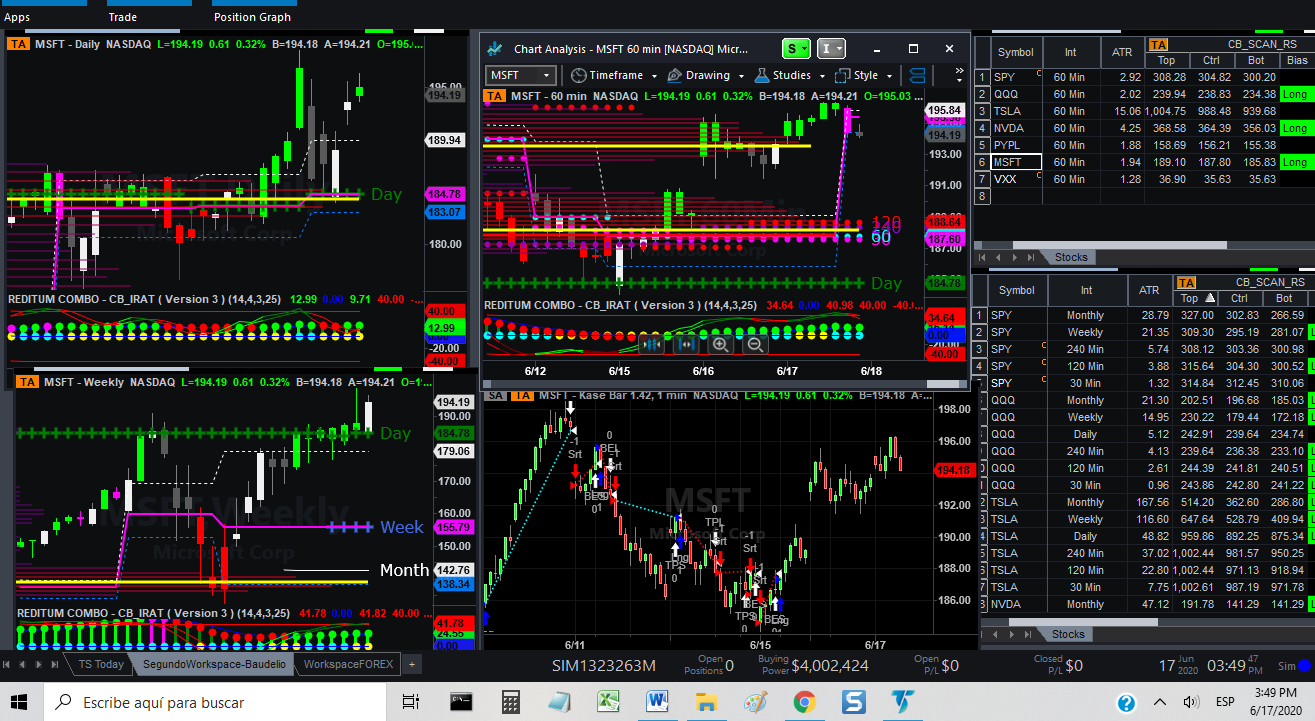 Apps Trade Position Graph
TA MSFT - Daily NASDAQ L=194.19 0.61 0.32% B=194.18 A=194.21 O=195.0...
195.00
194.19
189.94
Day
184.78
183.07
180.00
Microsoft Corp
REDITUM COMBO - CB_IRAT ( Version 3 ) (14,4,3,25) 12.99 0.00 9.71 40.00 -...
40.00
12.99
0.00
-20.00
-40.00
TA MSFT - Weekly NASDAQ L=194.19 0.61 0.32% B=194.18 A=194.21 O=1...
194.19
190.00
Day
184.78
179.06
170.00
MSFT Weekly
160.00
Week
155.79
150.00
Microsoft Corp
Month
142.76
138.34
REDITUM COMBO - CB_IRAT ( Version 3 ) (14,4,3,25) 41.78 0.00 41.82 40.00 ...
41.78
24.55
0.00
Chart Analysis - MSFT 60 min [NASDAQ] Micr... S I
MSFT Timeframe Drawing Studies Style »
TA MSFT - 60 min NASDAQ L=194.19 0.61 0.32% B=194.18 A=194.21 O=195.03 ...
195.84
194.19
193.00
191.00
120
188.64
60
187.60
187.00
Microsoft Corp
Day
184.78
REDITUM COMBO - CB_IRAT ( Version 3 ) (14,4,3,25) 34.64 0.00 40.98 40.00 -40.0...
34.64
0.00
-20.00
40.00
6/12 6/15 6/16 6/17 6/18
SA TA MSFT - Kase Bar 1.42, 1 min NASDAQ L=194.19 0.61 0.32% B=194.18 A=...
198.00
196.00
194.18
192.00
190.00
188.00
186.00
MSFT
Microsoft Corp
6/11 6/15 6/17
Symbol Int ATR TA CB_SCAN_RS
Top Ctrl Bot Bias
1 SPY C 60 Min 2.92 308.28 304.82 300.20
2 QQQ 60 Min 2.02 239.94 238.83 234.38 Long
3 TSLA 60 Min 15.06 1,004.75 988.48 939.68
4 NVDA 60 Min 4.25 368.58 364.39 356.03 Long
5 PYPL 60 Min 1.88 158.69 156.21 155.38
6 MSFT 60 Min 1.94 189.10 187.80 185.83 Long
7 VXX C 60 Min 1.28 36.90 35.63 35.63
8
Stocks
Symbol Int ATR TA CB_SCAN_RS
Top Ctrl Bot
1 SPY Monthly 28.79 327.00 302.83 266.59
2 SPY Weekly 21.35 309.30 295.19 281.07 L
3 SPY C 240 Min 5.74 308.12 303.36 300.98
4 SPY C 120 Min 3.88 315.64 304.30 300.52 L
SPY C 30 Min 1.32 314.84 312.45 310.06
QQQ Monthly 21.30 202.51 196.68 185.03 L
QQQ Weekly 14.95 230.22 179.44 172.18 L
QQQ Daily 5.12 242.91 239.64 234.74
QQQ 240 Min 4.13 239.64 236.38 233.10 L
QQQ 120 Min 2.61 244.39 241.81 240.51 L
QQQ 30 Min 0.96 243.86 242.80 241.22 L
TSLA Monthly 167.56 514.20 362.60 286.80 L
TSLA Weekly 116.60 647.64 528.79 409.94 L
TSLA Daily 48.82 959.86 892.25 875.34 L
TSLA 240 Min 37.02 1,002.44 981.57 950.25
TSLA 120 Min 22.80 1,002.44 971.13 918.94
TSLA 30 Min 7.75 1,002.61 987.19 971.78
NVDA Monthly 47.12 191.78 141.29 141.29 L
Stocks
TS Today SegundoWorkspace-Baudelio WorkspaceFOREX +
SIM1323263M Open Positions 0 Buying Power $4,002,424 Open P/L $0 Closed P/L $0 17 Jun 2020 03:49 47 PM Sim
Escribe aquí para buscar
? ESP 3:49 PM
6/17/2020